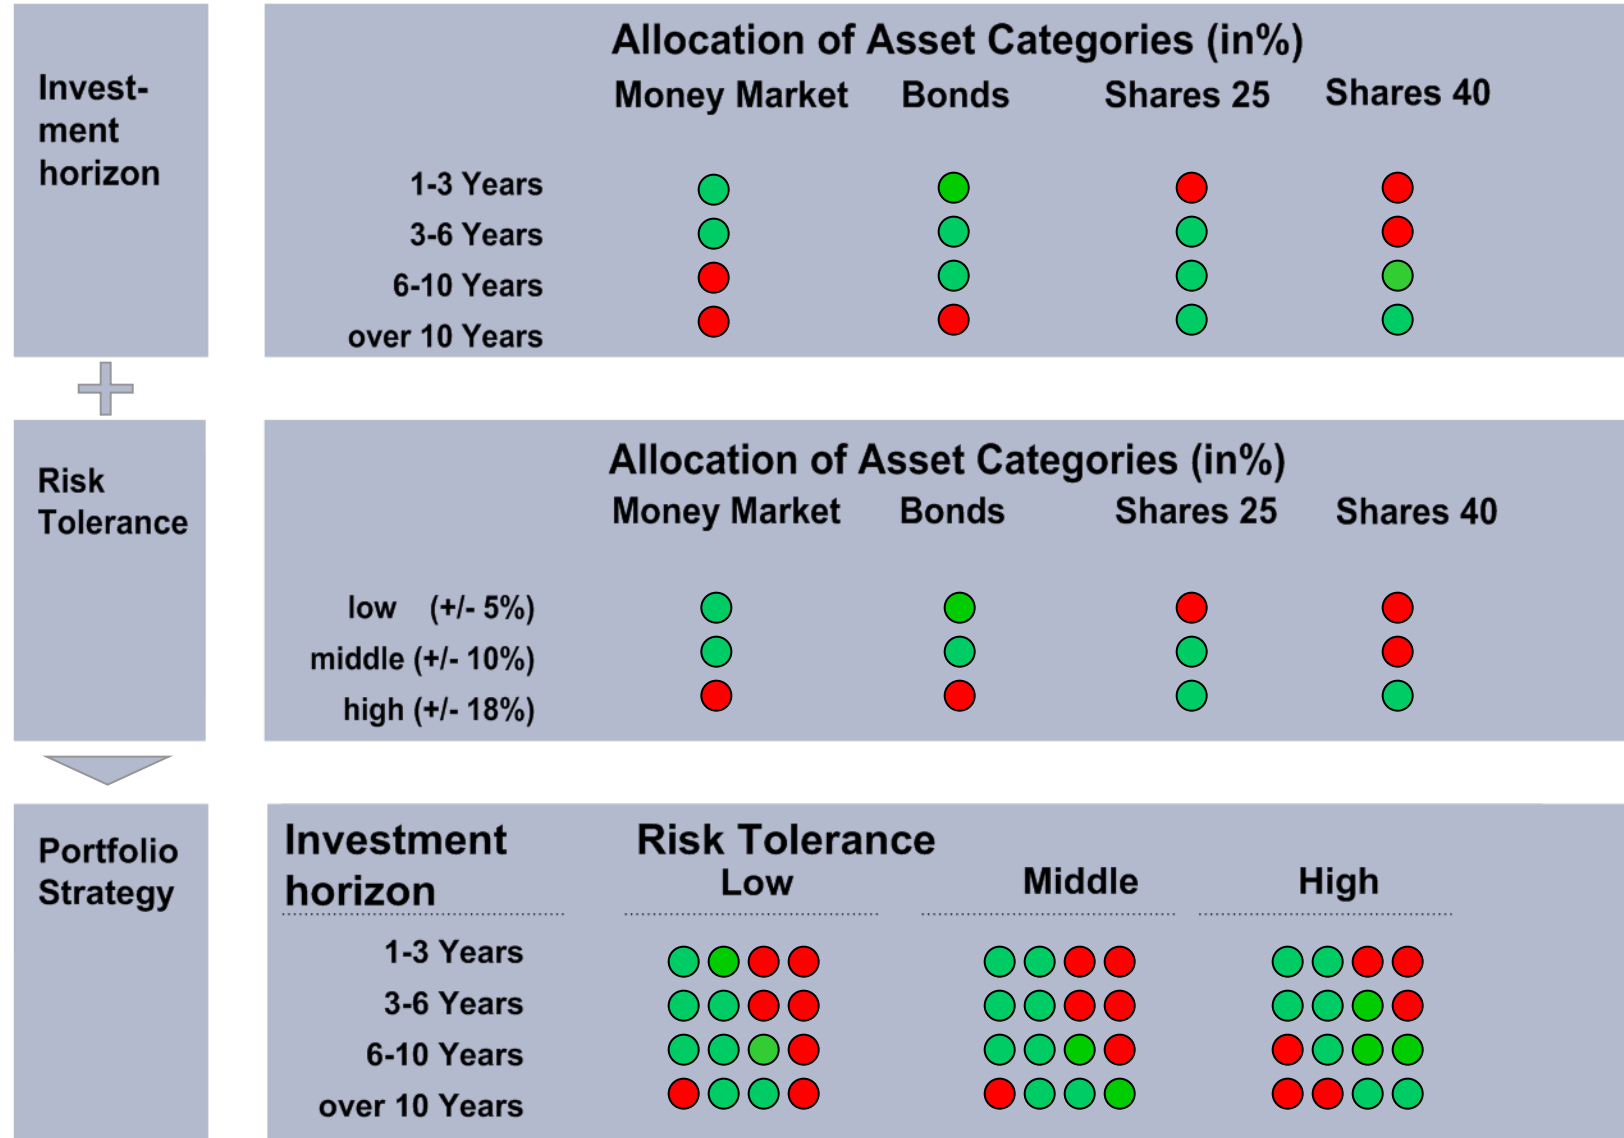 Invest-
ment
horizon
Allocation of Asset Categories (in%)
Money Market Bonds Shares 25 Shares 40
1-3 Years
3-6 Years
6-10 Years
over 10 Years
Risk
Tolerance
Allocation of Asset Categories (in%)
Money Market Bonds Shares 25 Shares 40
low (+/- 5%)
middle (+/- 10%)
high (+/- 18%)
Portfolio
Strategy
Investment
horizon
Risk Tolerance
Low Middle High
1-3 Years
3-6 Years
6-10 Years
over 10 Years